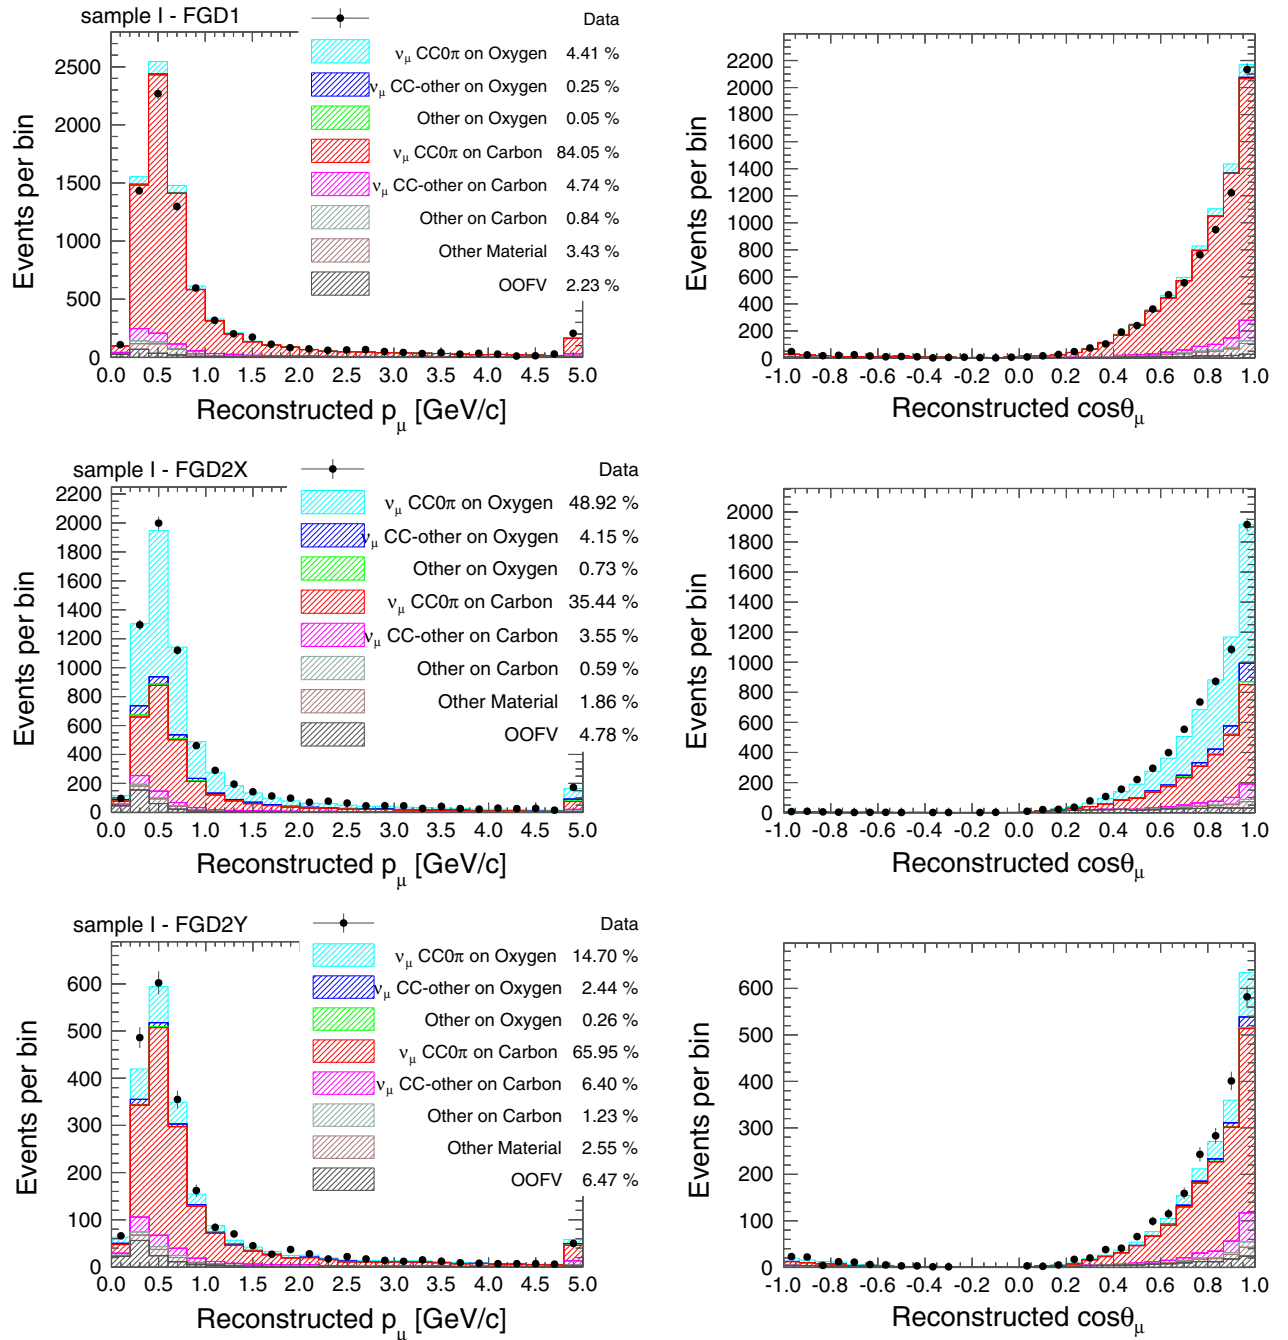 sample I - FGD1
Data
νμ CC0π on Oxygen 4.41 %
νμ CC-other on Oxygen 0.25 %
Other on Oxygen 0.05 %
νμ CC0π on Carbon 84.05 %
νμ CC-other on Carbon 4.74 %
Other on Carbon 0.84 %
Other Material 3.43 %
OOFV 2.23 %
Events per bin
2500
2000
1500
1000
500
0
0.0 0.5 1.0 1.5 2.0 2.5 3.0 3.5 4.0 4.5 5.0
Reconstructed pμ [GeV/c]
Events per bin
2200
2000
1800
1600
1400
1200
1000
800
600
400
200
0
-1.0 -0.8 -0.6 -0.4 -0.2 0.0 0.2 0.4 0.6 0.8 1.0
Reconstructed cosθμ
sample I - FGD2X
Data
νμ CC0π on Oxygen 48.92 %
νμ CC-other on Oxygen 4.15 %
Other on Oxygen 0.73 %
νμ CC0π on Carbon 35.44 %
νμ CC-other on Carbon 3.55 %
Other on Carbon 0.59 %
Other Material 1.86 %
OOFV 4.78 %
Events per bin
2200
2000
1800
1600
1400
1200
1000
800
600
400
200
0
0.0 0.5 1.0 1.5 2.0 2.5 3.0 3.5 4.0 4.5 5.0
Reconstructed pμ [GeV/c]
Events per bin
2000
1800
1600
1400
1200
1000
800
600
400
200
0
-1.0 -0.8 -0.6 -0.4 -0.2 0.0 0.2 0.4 0.6 0.8 1.0
Reconstructed cosθμ
sample I - FGD2Y
Data
νμ CC0π on Oxygen 14.70 %
νμ CC-other on Oxygen 2.44 %
Other on Oxygen 0.26 %
νμ CC0π on Carbon 65.95 %
νμ CC-other on Carbon 6.40 %
Other on Carbon 1.23 %
Other Material 2.55 %
OOFV 6.47 %
Events per bin
600
500
400
300
200
100
0
0.0 0.5 1.0 1.5 2.0 2.5 3.0 3.5 4.0 4.5 5.0
Reconstructed pμ [GeV/c]
Events per bin
600
500
400
300
200
100
0
-1.0 -0.8 -0.6 -0.4 -0.2 0.0 0.2 0.4 0.6 0.8 1.0
Reconstructed cosθμ